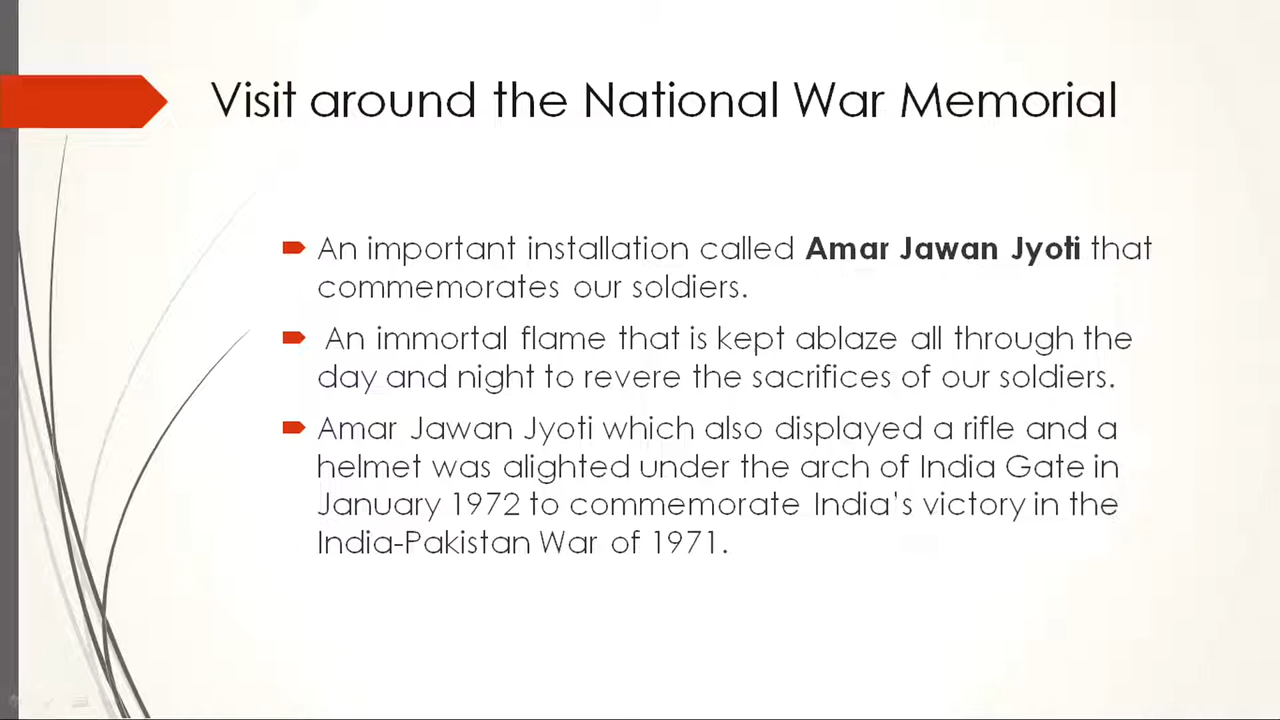 Visit around the National War Memorial
An important installation called Amar Jawan Jyoti that
commemorates our soldiers.
An immortal flame that is kept ablaze all through the
day and night to revere the sacrifices of our soldiers.
Amar Jawan Jyoti which also displayed a rifle and a
helmet was alighted under the arch of India Gate in
January 1972 to commemorate India's victory in the
India-Pakistan War of 1971.